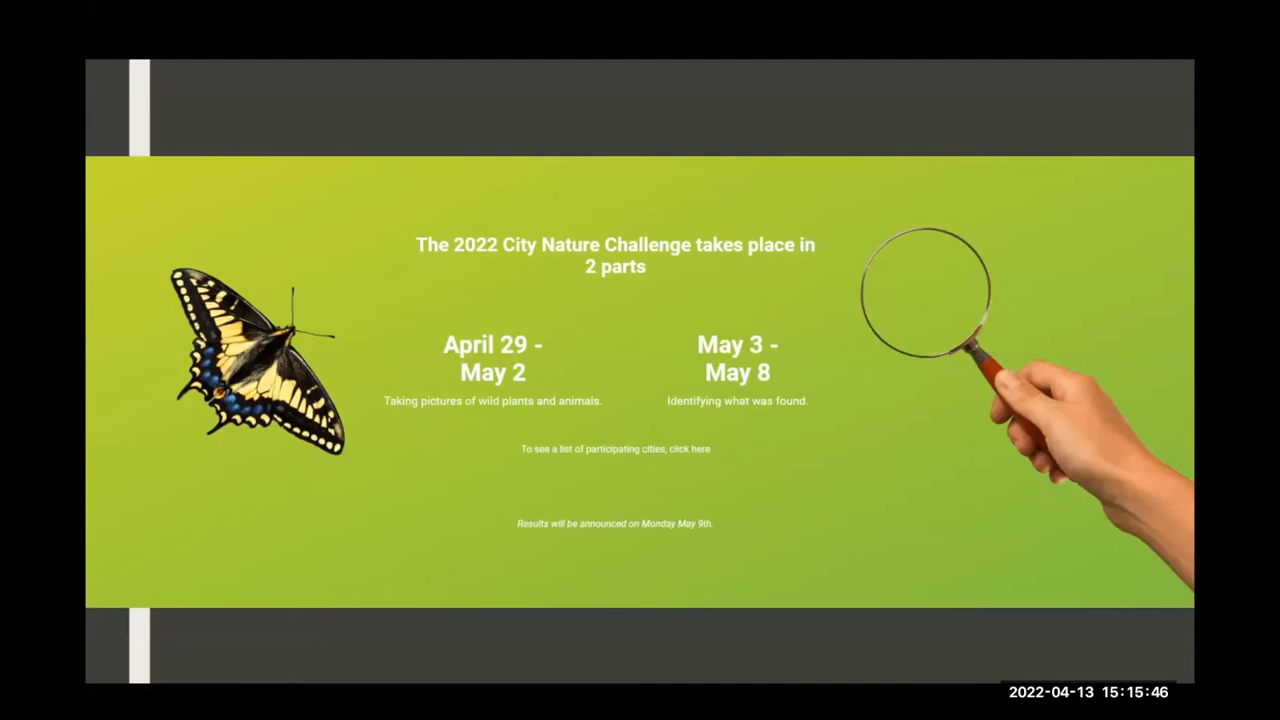 The 2022 City Nature Challenge takes place in
2 parts
April 29 -
May 2
Taking pictures of wild plants and animals.
May 3 -
May 8
Identifying what was found.
To see a list of participating cities, click here
Results will be announced on Monday May 9th.
2022-04-13 15:15:46